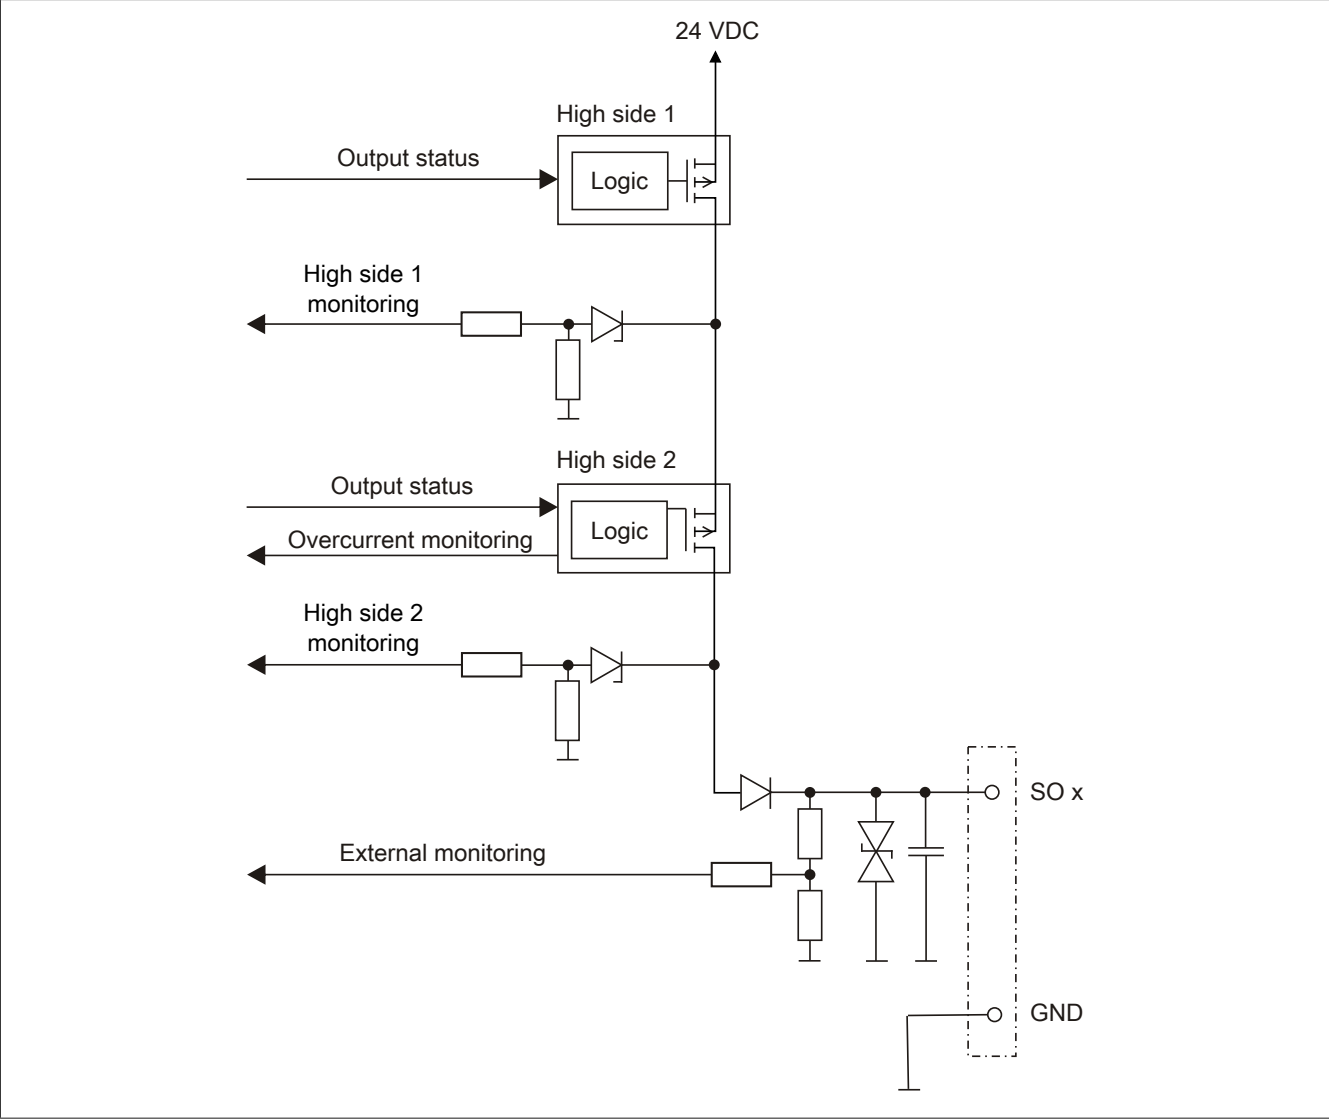 24 VDC
High side 1
Output status
Logic
High side 1
monitoring
High side 2
Output status
Logic
Overcurrent monitoring
High side 2
monitoring
SO x
External monitoring
GND